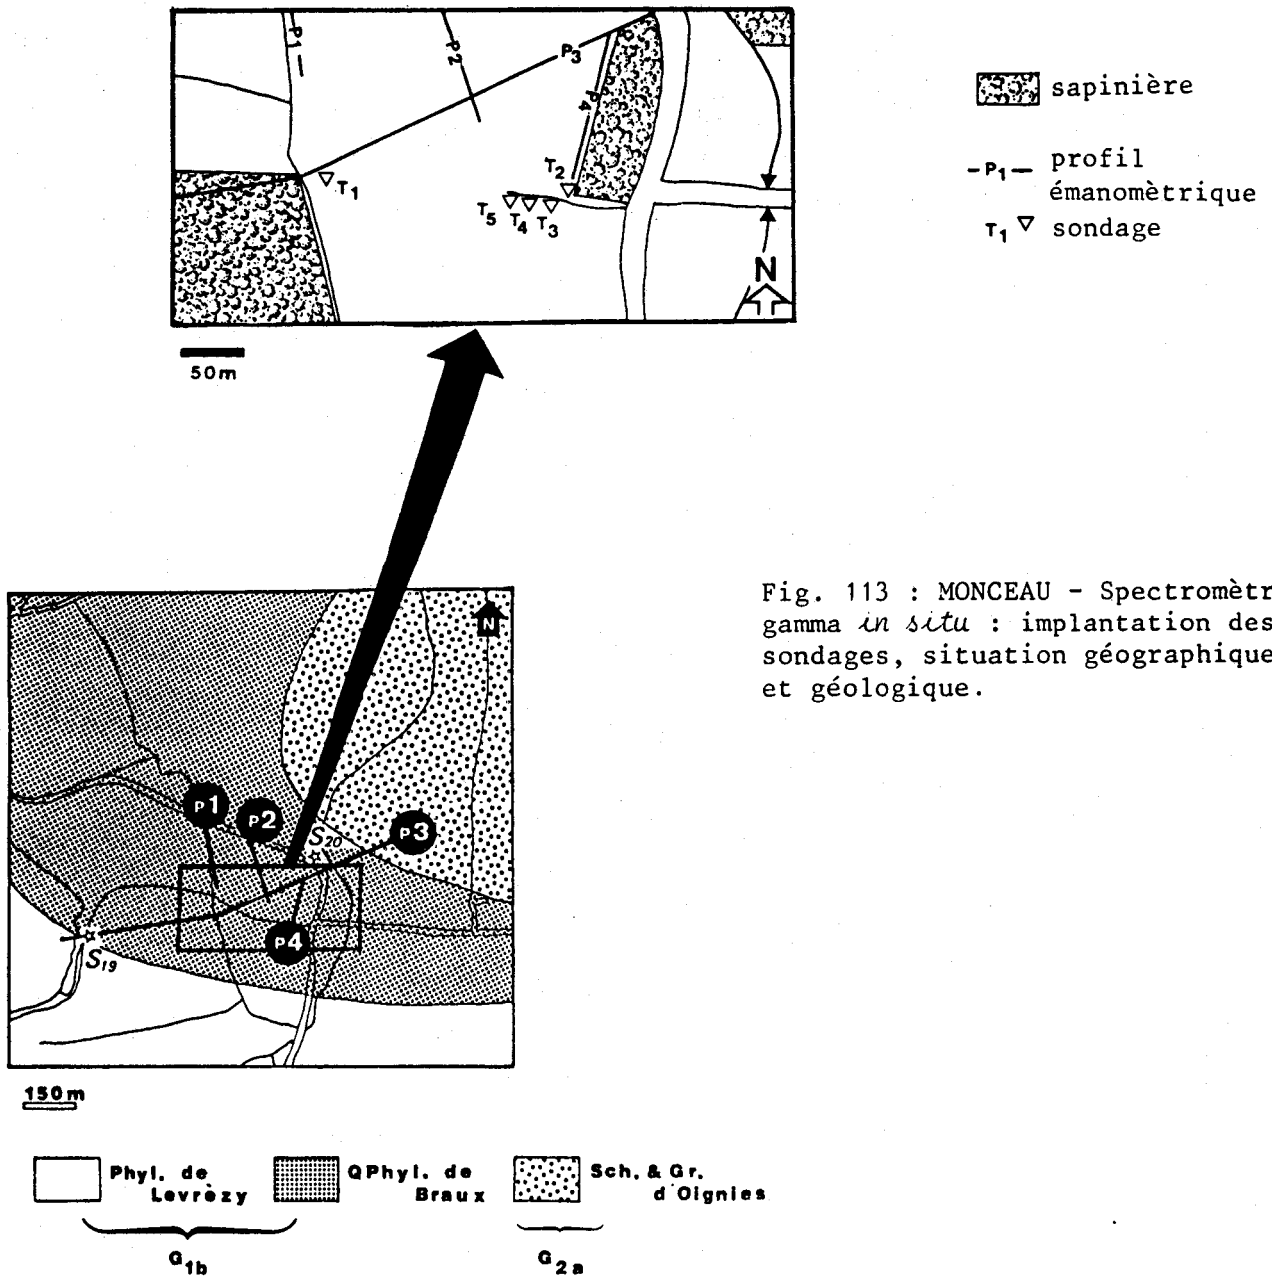 P1
P2
P3
P4
T1
T2
T5
T4
T3
N
50m
sapinière
-P1- profil
émanomètrique
T1 sondage
N
P1
P2
P3
S20
P4
S19
150m
Fig. 113 : MONCEAU - Spectromètr
gamma in situ : implantation des
sondages, situation géographique
et géologique.
Phyl. de
Levrèzy
QPhyl. de
Braux
Sch. & Gr.
d'Oignies
G1b
G2a